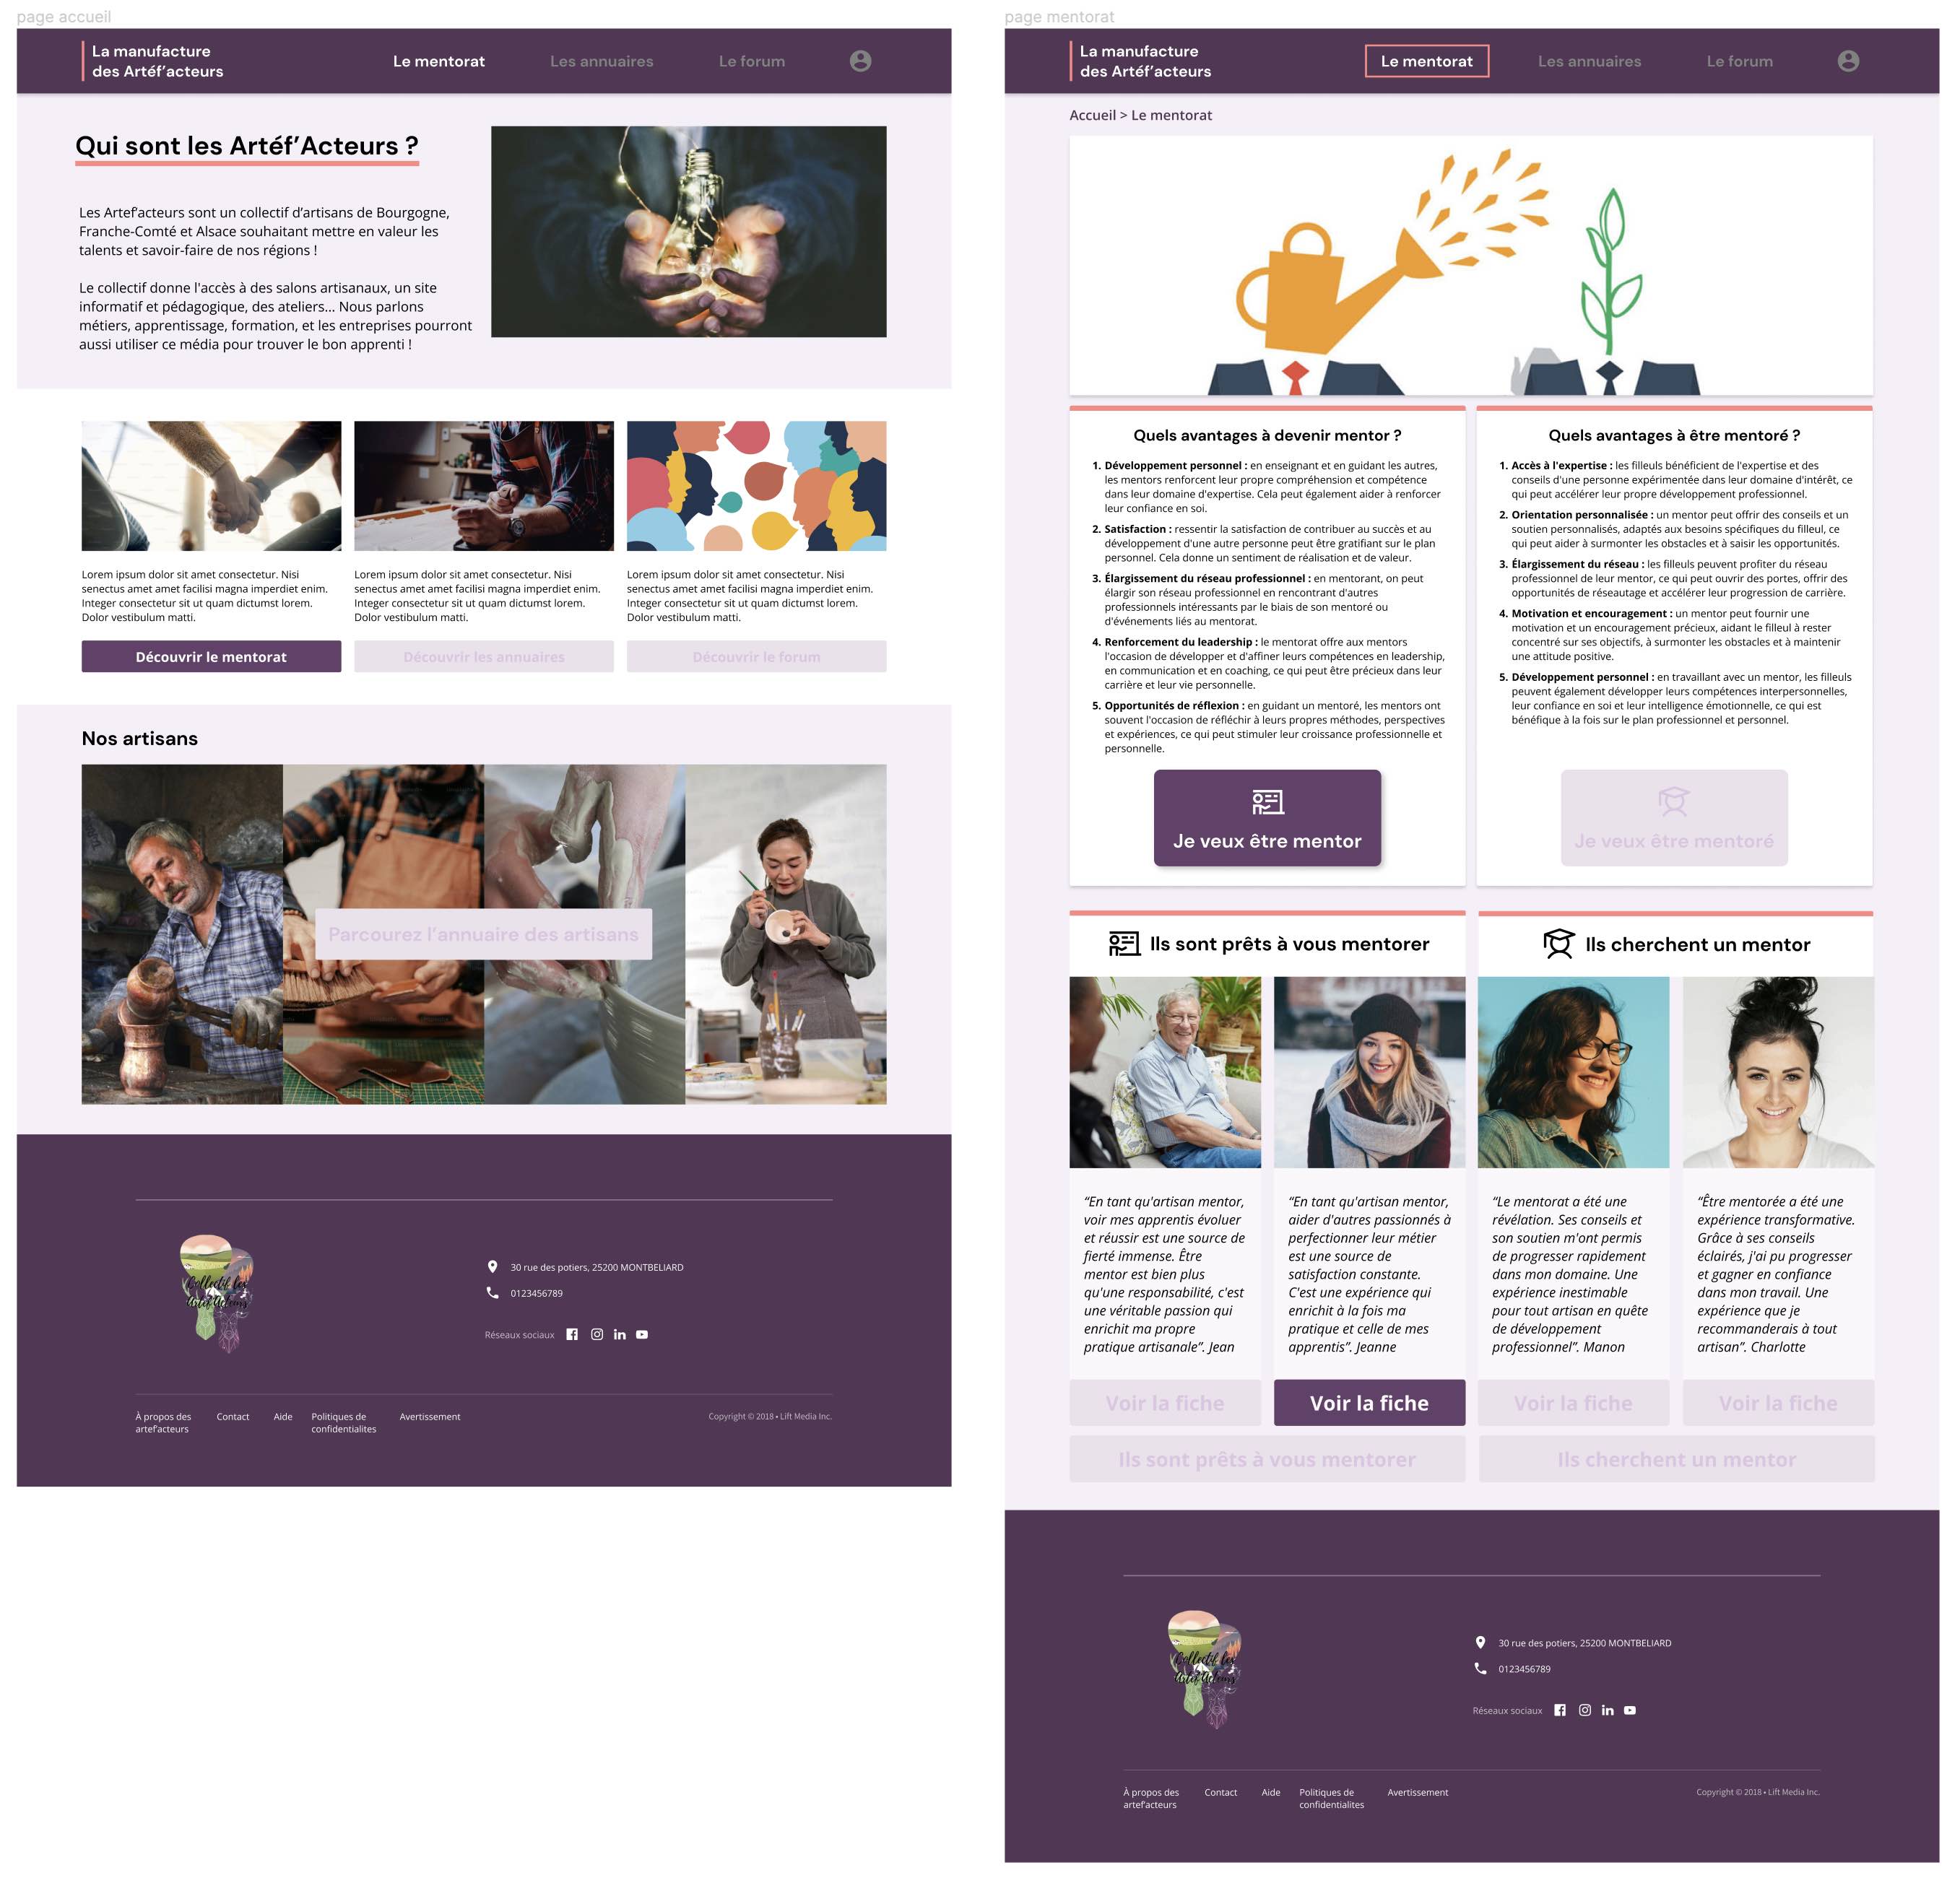 page accueil
La manufacture
des Artéf’acteurs
Le mentorat
Les annuaires
Le forum
Qui sont les Artéf’Acteurs ?
Les Artef’acteurs sont un collectif d’artisans de Bourgogne,
Franche-Comté et Alsace souhaitant mettre en valeur les
talents et savoir-faire de nos régions !
Le collectif donne l'accès à des salons artisanaux, un site
informatif et pédagogique, des ateliers... Nous parlons
métiers, apprentissage, formation, et les entreprises pourront
aussi utiliser ce média pour trouver le bon apprenti !
Lorem ipsum dolor sit amet consectetur. Nisi
senectus amet amet facilisi magna imperdiet enim.
Integer consectetur sit ut quam dictumst lorem.
Dolor vestibulum matti.
Découvrir le mentorat
Lorem ipsum dolor sit amet consectetur. Nisi
senectus amet amet facilisi magna imperdiet enim.
Integer consectetur sit ut quam dictumst lorem.
Dolor vestibulum matti.
Découvrir les annuaires
Lorem ipsum dolor sit amet consectetur. Nisi
senectus amet amet facilisi magna imperdiet enim.
Integer consectetur sit ut quam dictumst lorem.
Dolor vestibulum matti.
Découvrir le forum
Nos artisans
Parcourez l’annuaire des artisans
Collectif les
Artéf'Acteurs
30 rue des potiers, 25200 MONTBELIARD
0123456789
Réseaux sociaux
À propos des
artef'acteurs
Contact
Aide
Politiques de
confidentialites
Avertissement
Copyright © 2018 • Lift Media Inc.
page mentorat
La manufacture
des Artéf’acteurs
Le mentorat
Les annuaires
Le forum
Accueil > Le mentorat
Quels avantages à devenir mentor ?
1. Développement personnel : en enseignant et en guidant les autres,
les mentors renforcent leur propre compréhension et compétence
dans leur domaine d'expertise. Cela peut également aider à renforcer
leur confiance en soi.
2. Satisfaction : ressentir la satisfaction de contribuer au succès et au
développement d'une autre personne peut être gratifiant sur le plan
personnel. Cela donne un sentiment de réalisation et de valeur.
3. Élargissement du réseau professionnel : en mentorant, on peut
élargir son réseau professionnel en rencontrant d'autres
professionnels intéressants par le biais de son mentoré ou
d'événements liés au mentorat.
4. Renforcement du leadership : le mentorat offre aux mentors
l'occasion de développer et d'affiner leurs compétences en leadership,
en communication et en coaching, ce qui peut être précieux dans leur
carrière et leur vie personnelle.
5. Opportunités de réflexion : en guidant un mentoré, les mentors ont
souvent l'occasion de réfléchir à leurs propres méthodes, perspectives
et expériences, ce qui peut stimuler leur croissance professionnelle et
personnelle.
Je veux être mentor
Quels avantages à être mentoré ?
1. Accès à l'expertise : les filleuls bénéficient de l'expertise et des
conseils d'une personne expérimentée dans leur domaine d'intérêt, ce
qui peut accélérer leur propre développement professionnel.
2. Orientation personnalisée : un mentor peut offrir des conseils et un
soutien personnalisés, adaptés aux besoins spécifiques du filleul, ce
qui peut aider à surmonter les obstacles et à saisir les opportunités.
3. Élargissement du réseau : les filleuls peuvent profiter du réseau
professionnel de leur mentor, ce qui peut ouvrir des portes, offrir des
opportunités de réseautage et accélérer leur progression de carrière.
4. Motivation et encouragement : un mentor peut fournir une
motivation et un encouragement précieux, aidant le filleul à rester
concentré sur ses objectifs, à surmonter les obstacles et à maintenir
une attitude positive.
5. Développement personnel : en travaillant avec un mentor, les filleuls
peuvent également développer leurs compétences interpersonnelles,
leur confiance en soi et leur intelligence émotionnelle, ce qui est
bénéfique à la fois sur le plan professionnel et personnel.
Je veux être mentoré
Ils sont prêts à vous mentorer
“En tant qu'artisan mentor,
voir mes apprentis évoluer
et réussir est une source de
fierté immense. Être
mentor est bien plus
qu'une responsabilité, c'est
une véritable passion qui
enrichit ma propre
pratique artisanale”. Jean
Voir la fiche
“En tant qu'artisan mentor,
aider d'autres passionnés à
perfectionner leur métier
est une source de
satisfaction constante.
C'est une expérience qui
enrichit à la fois ma
pratique et celle de mes
apprentis”. Jeanne
Voir la fiche
Ils sont prêts à vous mentorer
Ils cherchent un mentor
“Le mentorat a été une
révélation. Ses conseils et
son soutien m'ont permis
de progresser rapidement
dans mon domaine. Une
expérience inestimable
pour tout artisan en quête
de développement
professionnel”. Manon
Voir la fiche
“Être mentorée a été une
expérience transformative.
Grâce à ses conseils
éclairés, j'ai pu progresser
et gagner en confiance
dans mon travail. Une
expérience que je
recommanderais à tout
artisan”. Charlotte
Voir la fiche
Ils cherchent un mentor
Collectif les
Artéf'Acteurs
30 rue des potiers, 25200 MONTBELIARD
0123456789
Réseaux sociaux
À propos des
artef'acteurs
Contact
Aide
Politiques de
confidentialites
Avertissement
Copyright © 2018 • Lift Media Inc.